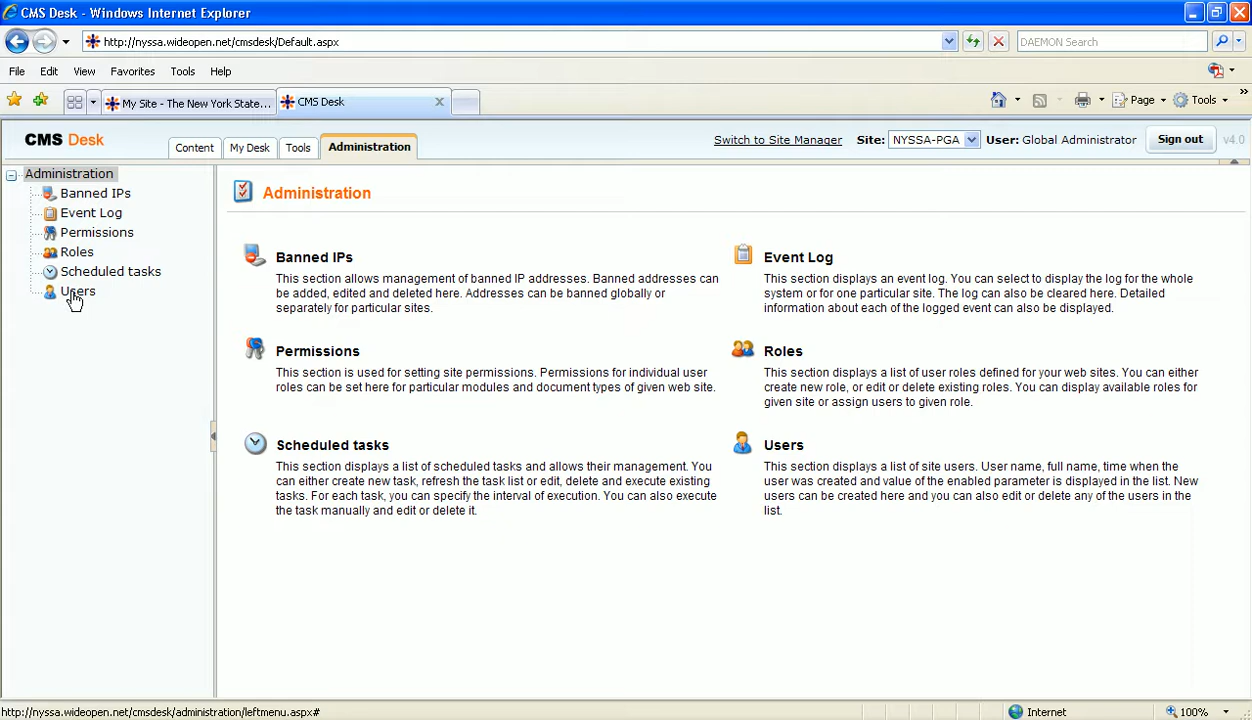 CMS Desk - Windows Internet Explorer
http://nyssa.wideopen.net/cmsdesk/Default.aspx
DAEMON Search
File Edit View Favorites Tools Help
My Site - The New York State...
CMS Desk
Page
Tools
CMS Desk
Content
My Desk
Tools
Administration
Switch to Site Manager
Site: NYSSA-PGA
User: Global Administrator
Sign out
v4.0
Administration
Banned IPs
Event Log
Permissions
Roles
Scheduled tasks
Users
Administration
Banned IPs
This section allows management of banned IP addresses. Banned addresses can
be added, edited and deleted here. Addresses can be banned globally or
separately for particular sites.
Event Log
This section displays an event log. You can select to display the log for the whole
system or for one particular site. The log can also be cleared here. Detailed
information about each of the logged event can also be displayed.
Permissions
This section is used for setting site permissions. Permissions for individual user
roles can be set here for particular modules and document types of given web site.
Roles
This section displays a list of user roles defined for your web sites. You can either
create new role, or edit or delete existing roles. You can display available roles for
given site or assign users to given role.
Scheduled tasks
This section displays a list of scheduled tasks and allows their management. You
can either create new task, refresh the task list or edit, delete and execute existing
tasks. For each task, you can specify the interval of execution. You can also execute
the task manually and edit or delete it.
Users
This section displays a list of site users. User name, full name, time when the
user was created and value of the enabled parameter is displayed in the list. New
users can be created here and you can also edit or delete any of the users in the
list.
http://nyssa.wideopen.net/cmsdesk/administration/leftmenu.aspx#
Internet
100%